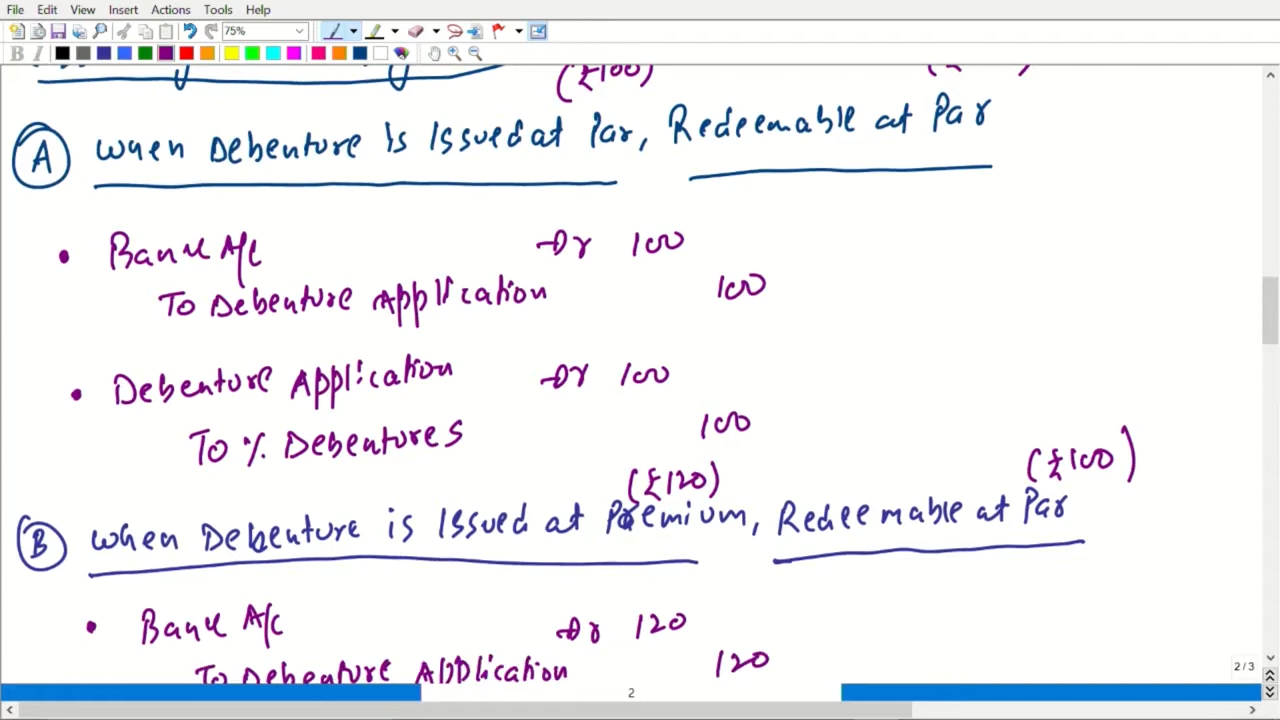 File Edit View Insert Actions Tools Help
75%
B I
(£100)
A When Debenture is Issued at Par, Redeemable at Par
• Bank A/c Dr 100
To Debenture Application 100
• Debenture Application Dr 100
To % Debentures 100
(£120) (£100)
B When Debenture is Issued at Premium, Redeemable at Par
• Bank A/c Dr 120
To Debenture Application 120
2/3
2